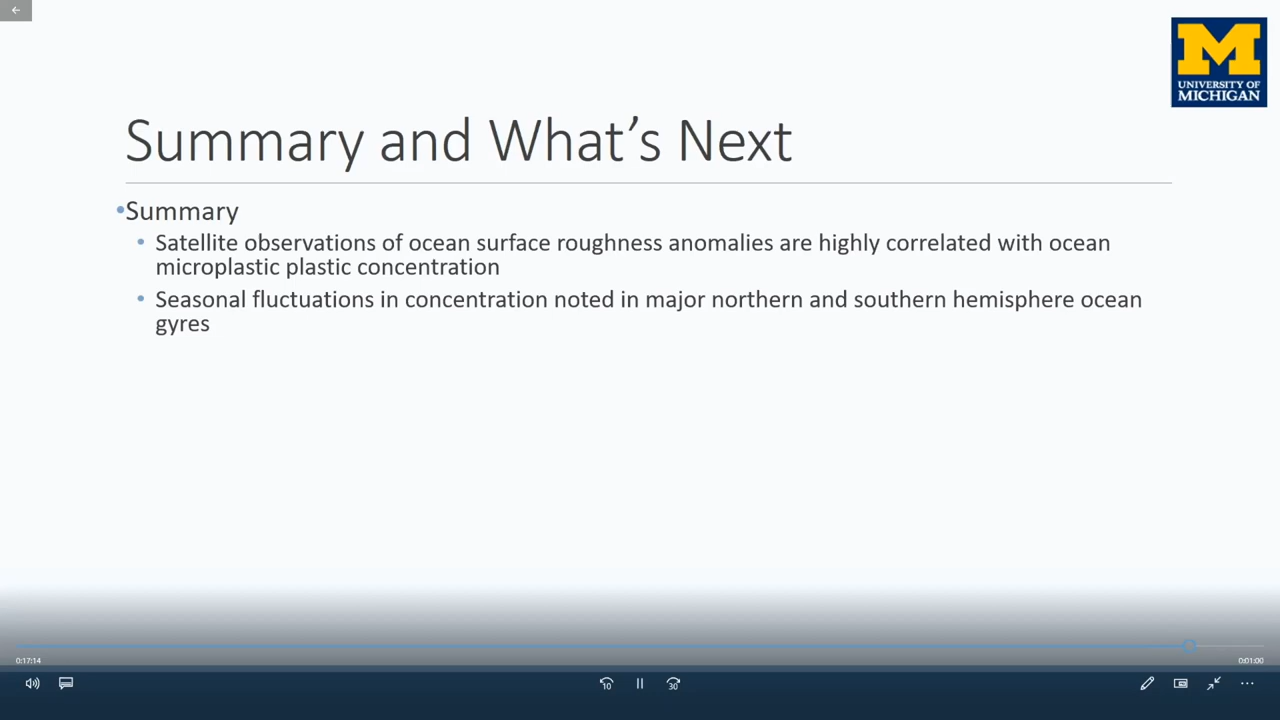 UNIVERSITY OF
MICHIGAN
Summary and What's Next
•Summary
• Satellite observations of ocean surface roughness anomalies are highly correlated with ocean
microplastic plastic concentration
• Seasonal fluctuations in concentration noted in major northern and southern hemisphere ocean
gyres
0:17:14
0:01:00
10
30